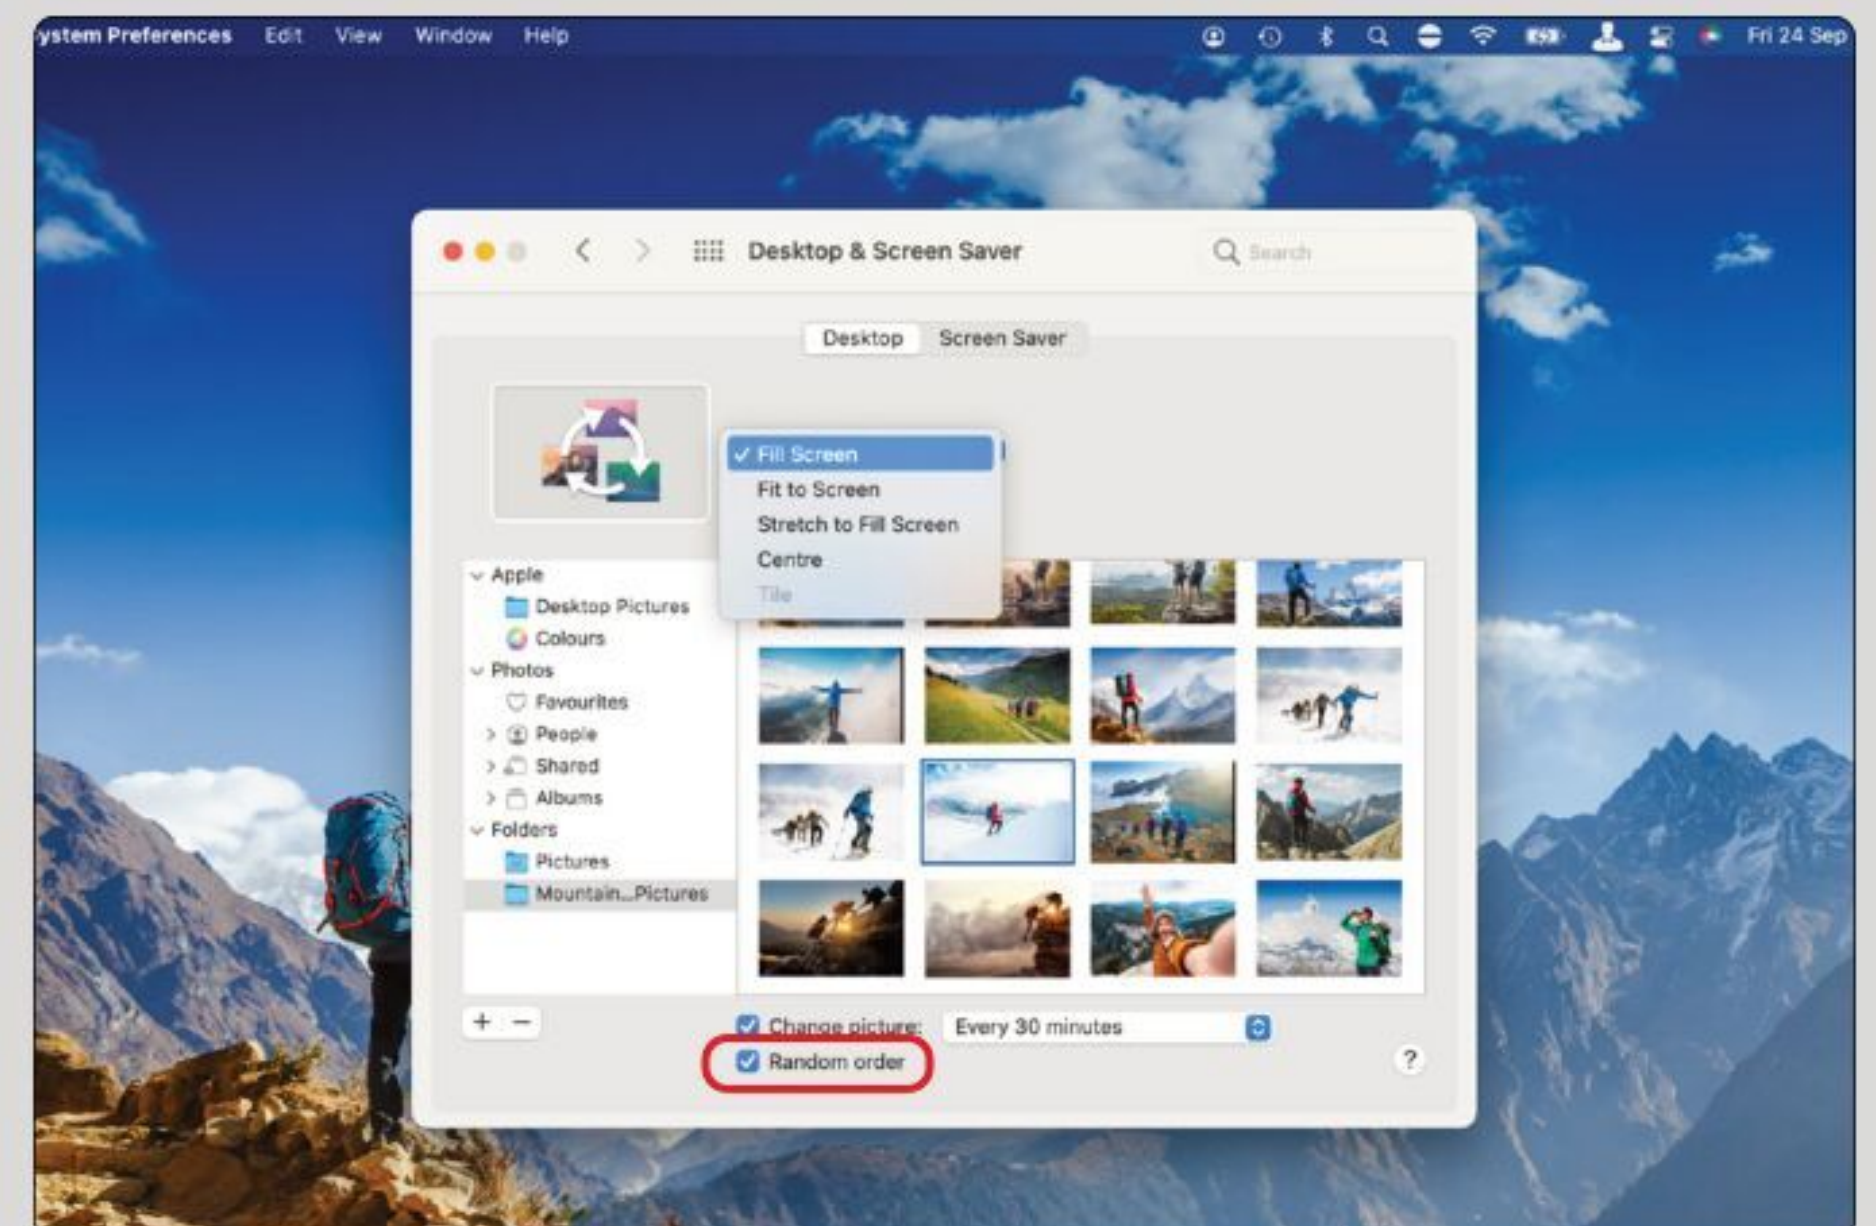 ystem Preferences Edit View Window Help Fri 24 Sep
Desktop & Screen Saver Search
Desktop Screen Saver
Fill Screen
Fit to Screen
Stretch to Fill Screen
Centre
Tile
Apple
Desktop Pictures
Colours
Photos
Favourites
People
Shared
Albums
Folders
Pictures
Mountain...Pictures
+ −
Change picture: Every 30 minutes
Random order
?